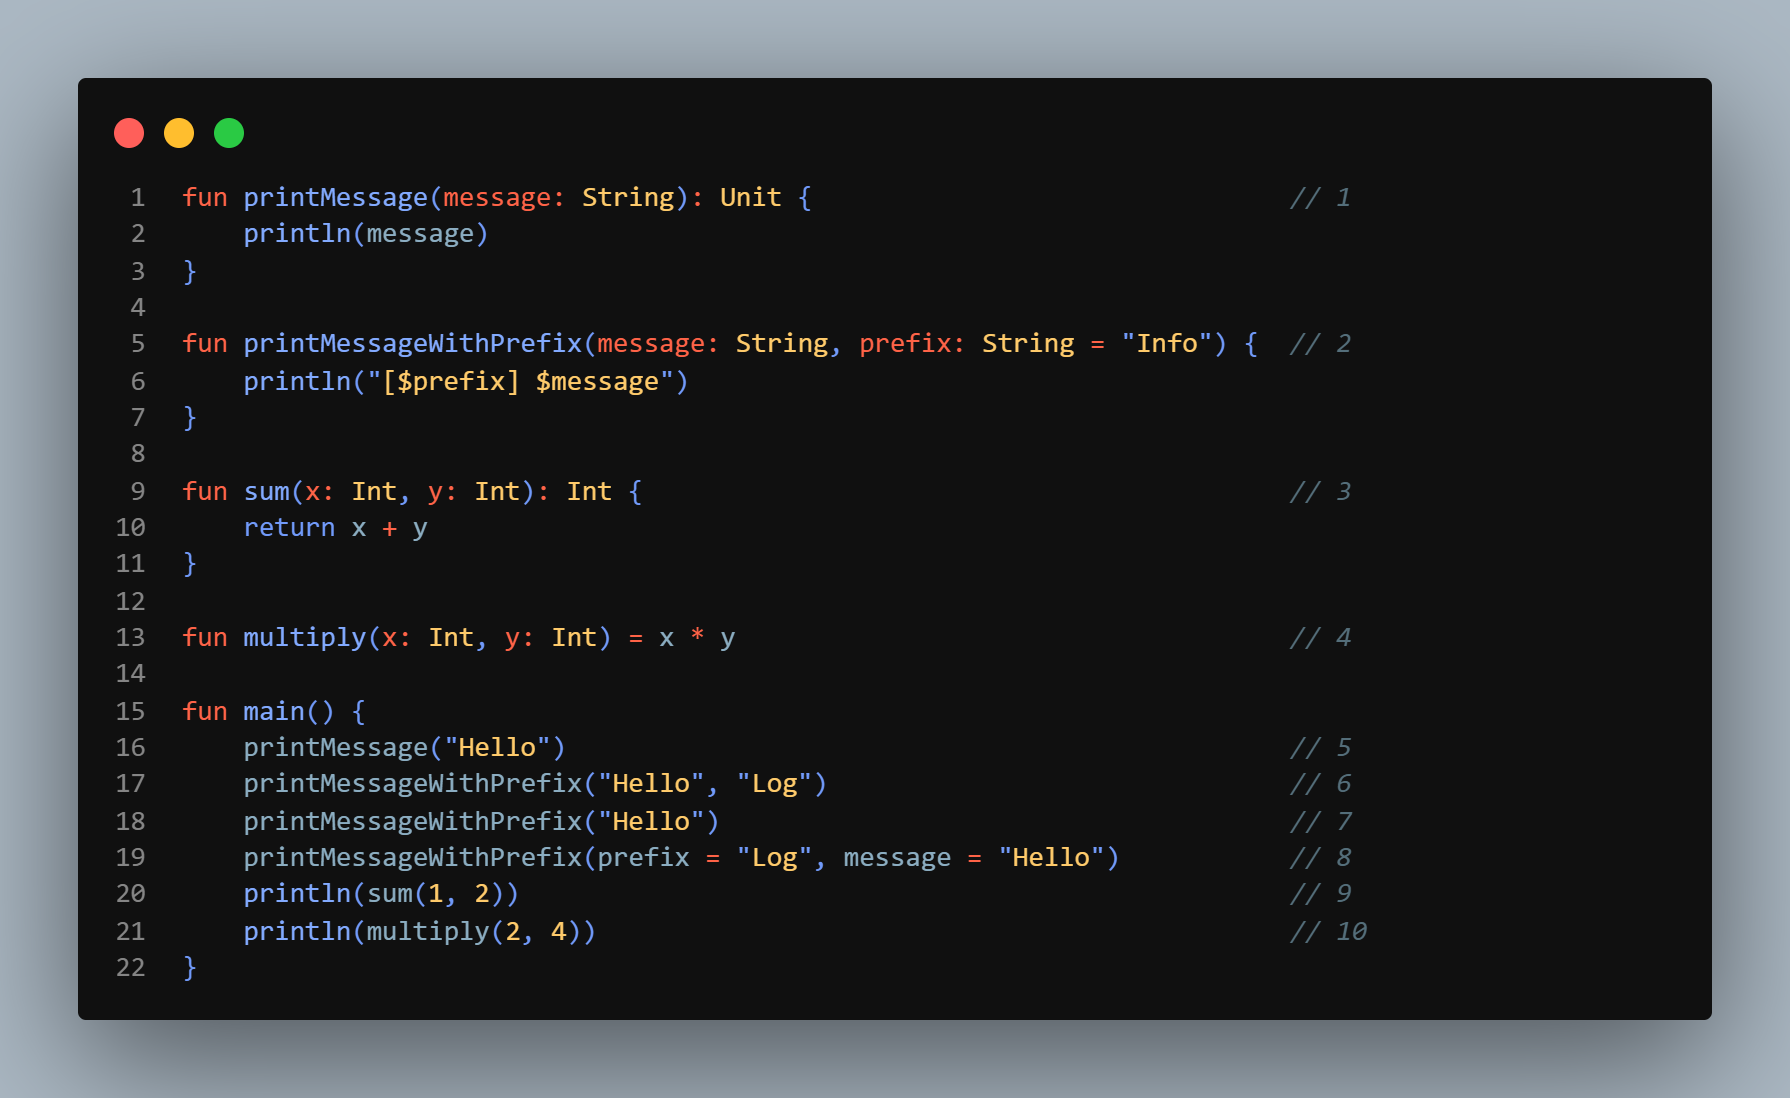 1 fun printMessage(message: String): Unit {                               // 1
2     println(message)
3 }
4
5 fun printMessageWithPrefix(message: String, prefix: String = "Info") {  // 2
6     println("[$prefix] $message")
7 }
8
9 fun sum(x: Int, y: Int): Int {                                          // 3
10     return x + y
11 }
12
13 fun multiply(x: Int, y: Int) = x * y                                    // 4
14
15 fun main() {
16     printMessage("Hello")                                               // 5
17     printMessageWithPrefix("Hello", "Log")                              // 6
18     printMessageWithPrefix("Hello")                                     // 7
19     printMessageWithPrefix(prefix = "Log", message = "Hello")           // 8
20     println(sum(1, 2))                                                  // 9
21     println(multiply(2, 4))                                             // 10
22 }